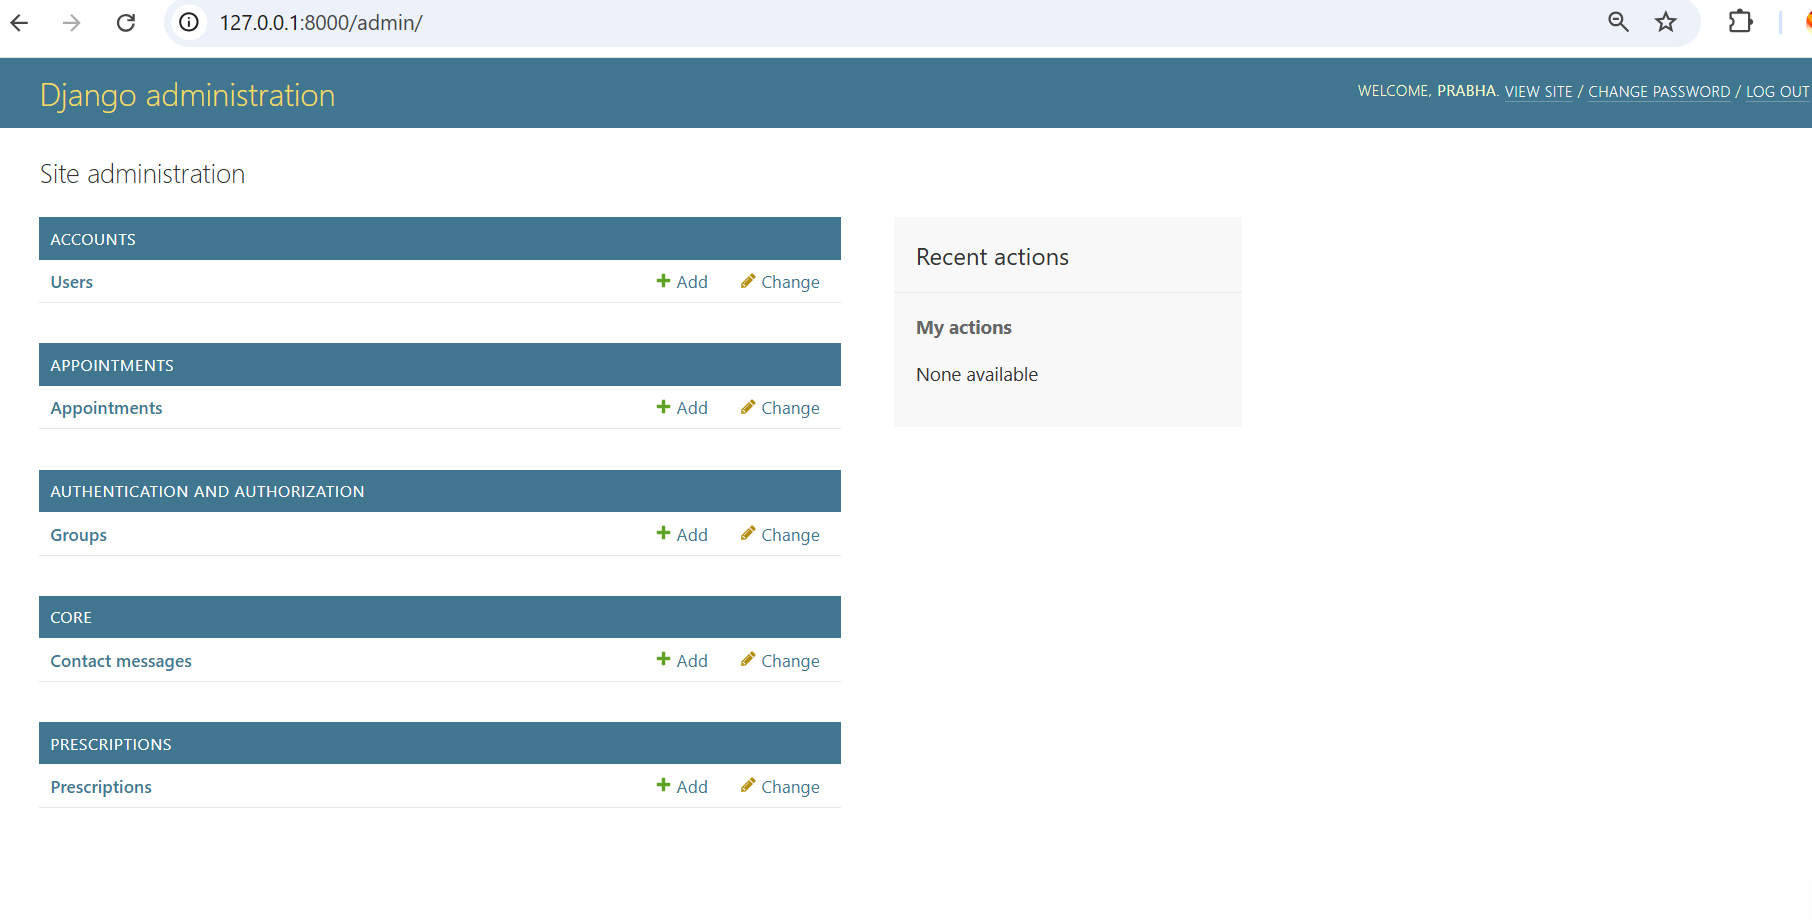 127.0.0.1:8000/admin/
Django administration
WELCOME, PRABHA. VIEW SITE / CHANGE PASSWORD / LOG OUT
Site administration
ACCOUNTS
Users Add Change
APPOINTMENTS
Appointments Add Change
AUTHENTICATION AND AUTHORIZATION
Groups Add Change
CORE
Contact messages Add Change
PRESCRIPTIONS
Prescriptions Add Change
Recent actions
My actions
None available